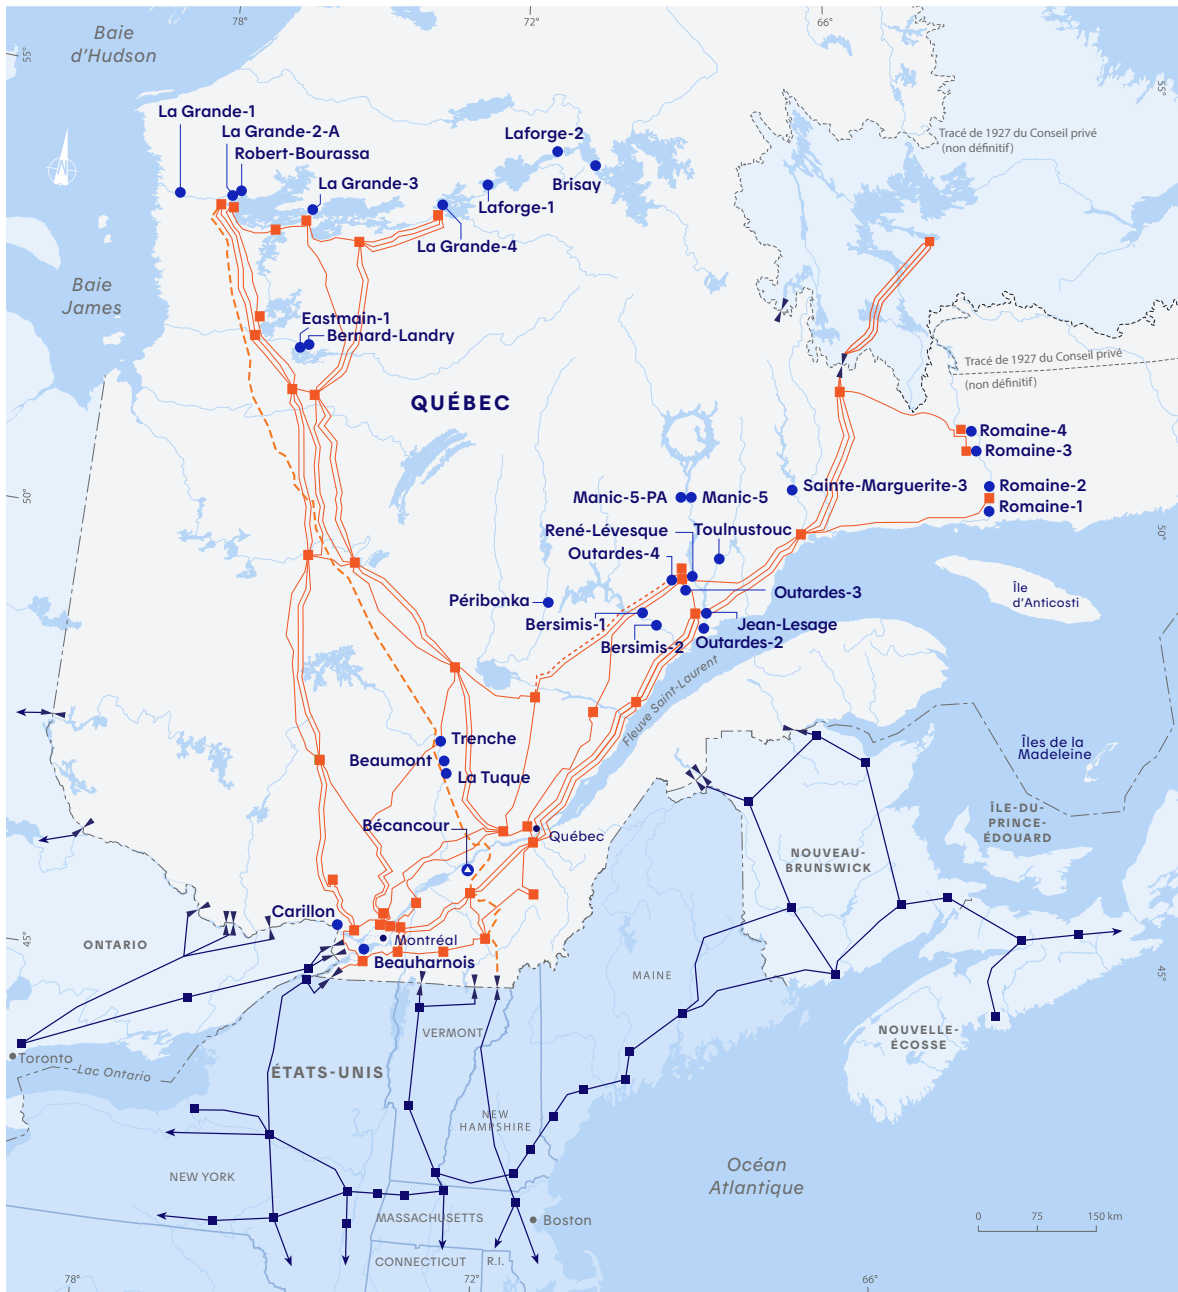 78°
72°
66°
Baie
d'Hudson
55°
55°
La Grande-1
La Grande-2-A
Robert-Bourassa
La Grande-3
Laforge-2
Brisay
Laforge-1
La Grande-4
Tracé de 1927 du Conseil privé
(non définitif)
Baie
James
Eastmain-1
Bernard-Landry
Tracé de 1927 du Conseil privé
(non définitif)
QUÉBEC
Romaine-4
Romaine-3
Sainte-Marguerite-3
Romaine-2
Romaine-1
50°
50°
Manic-5-PA
Manic-5
René-Lévesque
Toulnustouc
Outardes-4
Outardes-3
Péribonka
Bersimis-1
Jean-Lesage
Bersimis-2
Outardes-2
Île
d'Anticosti
Fleuve Saint-Laurent
Trenche
Beaumont
La Tuque
Îles de la
Madeleine
Bécancour
Québec
ÎLE-DU-
PRINCE-
ÉDOUARD
NOUVEAU-
BRUNSWICK
Carillon
45°
45°
ONTARIO
Montréal
Beauharnois
MAINE
VERMONT
NOUVELLE-
ÉCOSSE
Toronto
Lac Ontario
ÉTATS-UNIS
NEW
HAMPSHIRE
NEW YORK
Océan
Atlantique
MASSACHUSETTS
Boston
0 75 150 km
CONNECTICUT
R.I.
78°
72°
66°